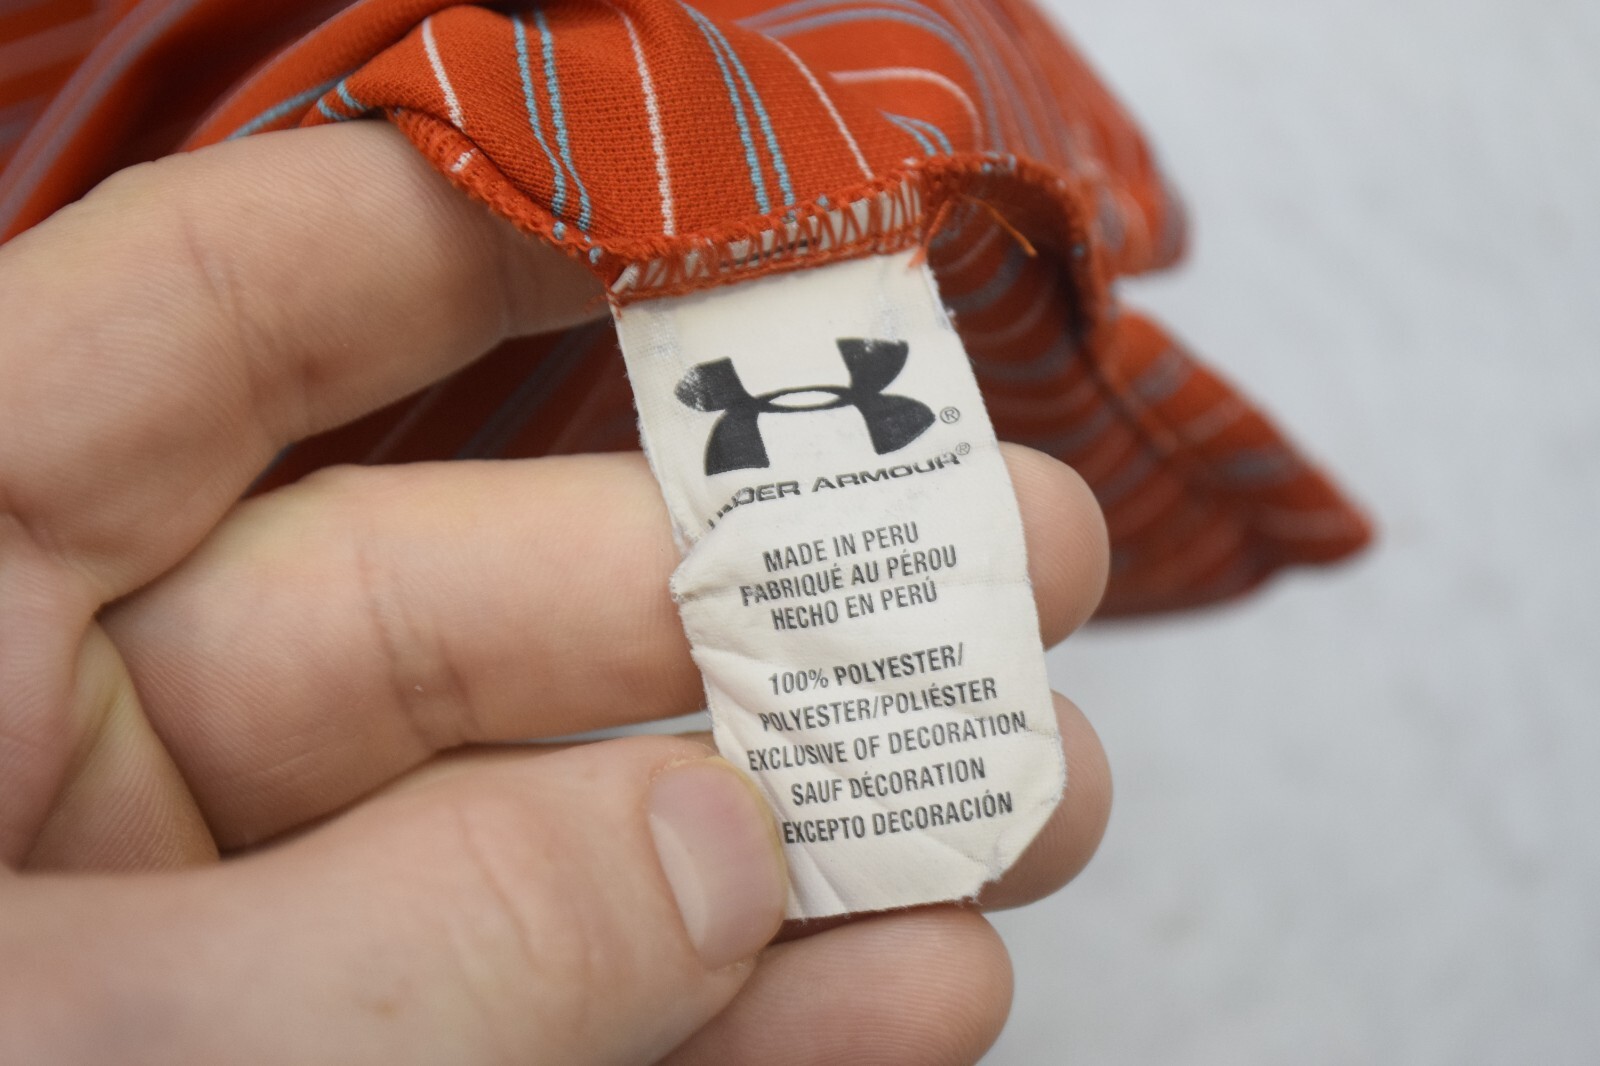 ®
UNDER ARMOUR®
MADE IN PERU
FABRIQUÉ AU PÉROU
HECHO EN PERÚ
100% POLYESTER/
POLYESTER/POLIÉSTER
EXCLUSIVE OF DECORATION
SAUF DÉCORATION
EXCEPTO DECORACIÓN